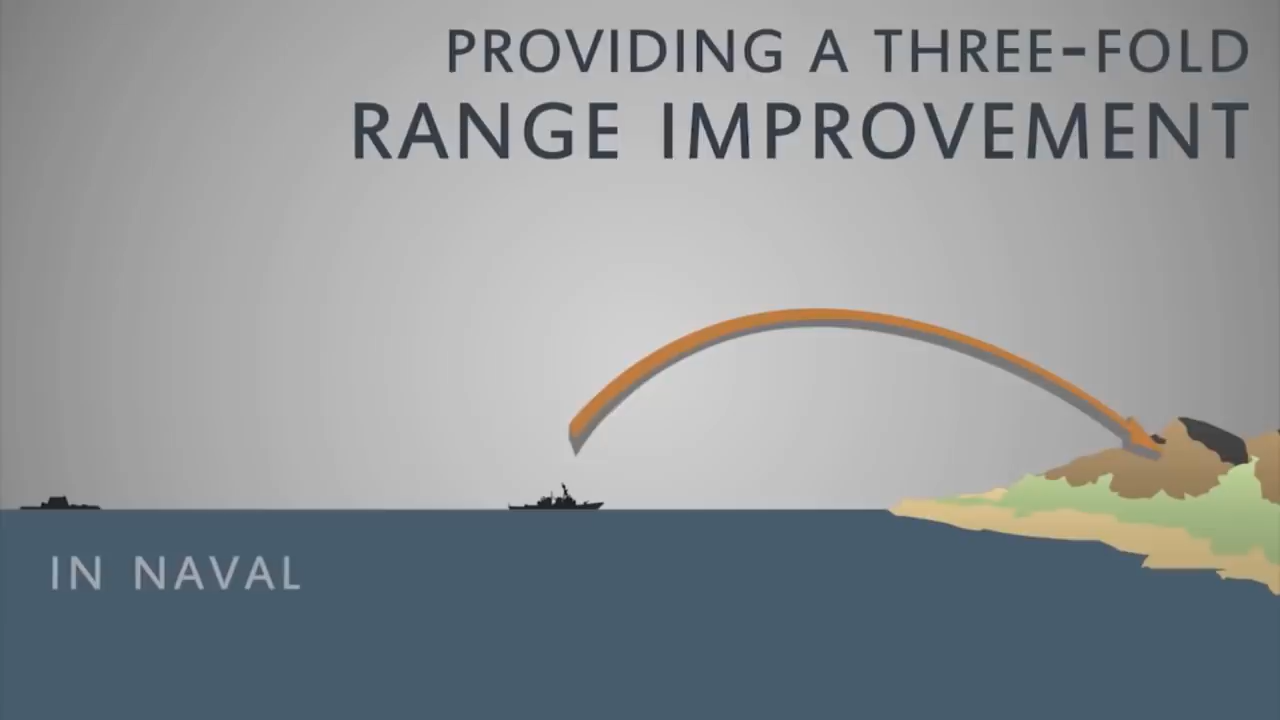 PROVIDING A THREE-FOLD
RANGE IMPROVEMENT
IN NAVAL